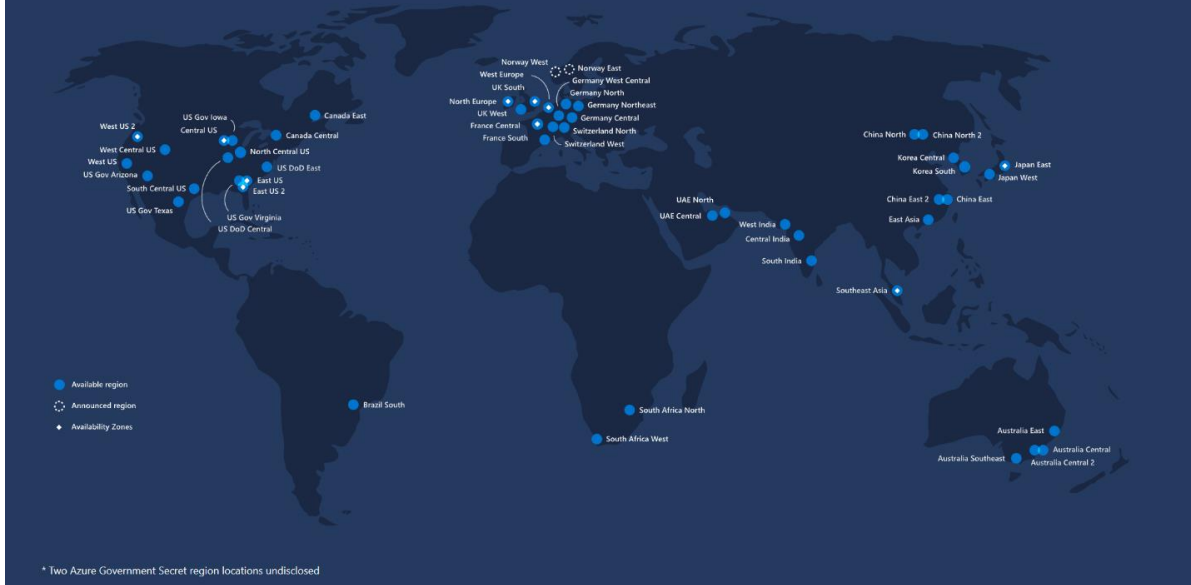 Norway West
Norway East
West Europe
Germany West Central
UK South
Germany North
North Europe
Germany Northeast
UK West
Germany Central
France Central
Switzerland North
France South
Switzerland West
US Gov Iowa
Canada East
West US 2
Central US
Canada Central
West Central US
North Central US
West US
US DoD East
US Gov Arizona
East US
South Central US
East US 2
US Gov Texas
US Gov Virginia
US DoD Central
China North
China North 2
Korea Central
Japan East
Korea South
Japan West
UAE North
China East 2
China East
UAE Central
East Asia
West India
Central India
South India
Southeast Asia
Available region
Announced region
Availability Zones
Brazil South
South Africa North
South Africa West
Australia East
Australia Central
Australia Southeast
Australia Central 2
* Two Azure Government Secret region locations undisclosed